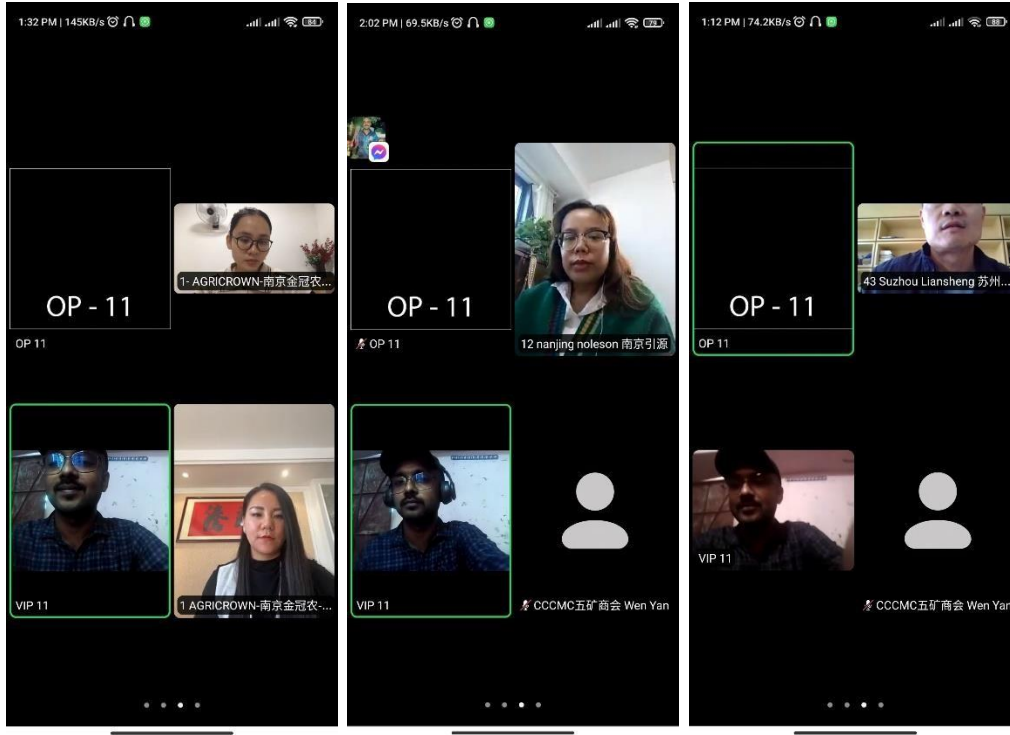 1:32 PM | 145KB/s
84
OP - 11
1- AGRICROWN-南京金冠农...
OP 11
VIP 11
1 AGRICROWN-南京金冠农-...
2:02 PM | 69.5KB/s
79
OP - 11
OP 11
12 nanjing noleson 南京引源
VIP 11
CCCMC五矿商会 Wen Yan
1:12 PM | 74.2KB/s
88
OP - 11
43 Suzhou Liansheng 苏州...
OP 11
VIP 11
CCCMC五矿商会 Wen Yan